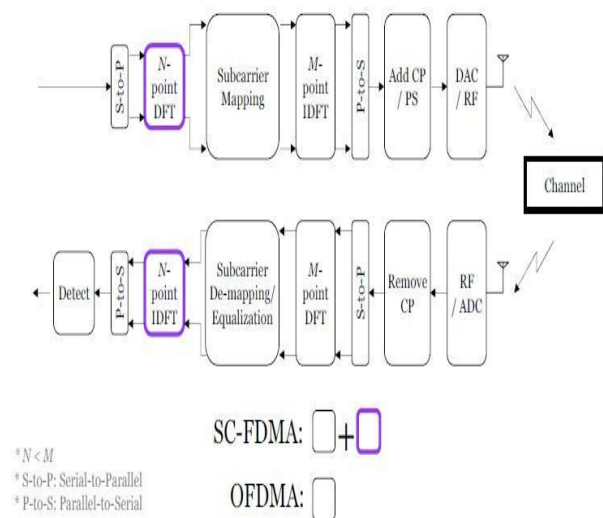 S-to-P
N-
point
DFT
Subcarrier
Mapping
M-
point
IDFT
P-to-S
Add CP
/ PS
DAC
/ RF
Channel
Detect
P-to-S
N-
point
IDFT
Subcarrier
De-mapping/
Equalization
M-
point
DFT
S-to-P
Remove
CP
RF
/ ADC
SC-FDMA: +
OFDMA:
* N < M
* S-to-P: Serial-to-Parallel
* P-to-S: Parallel-to-Serial